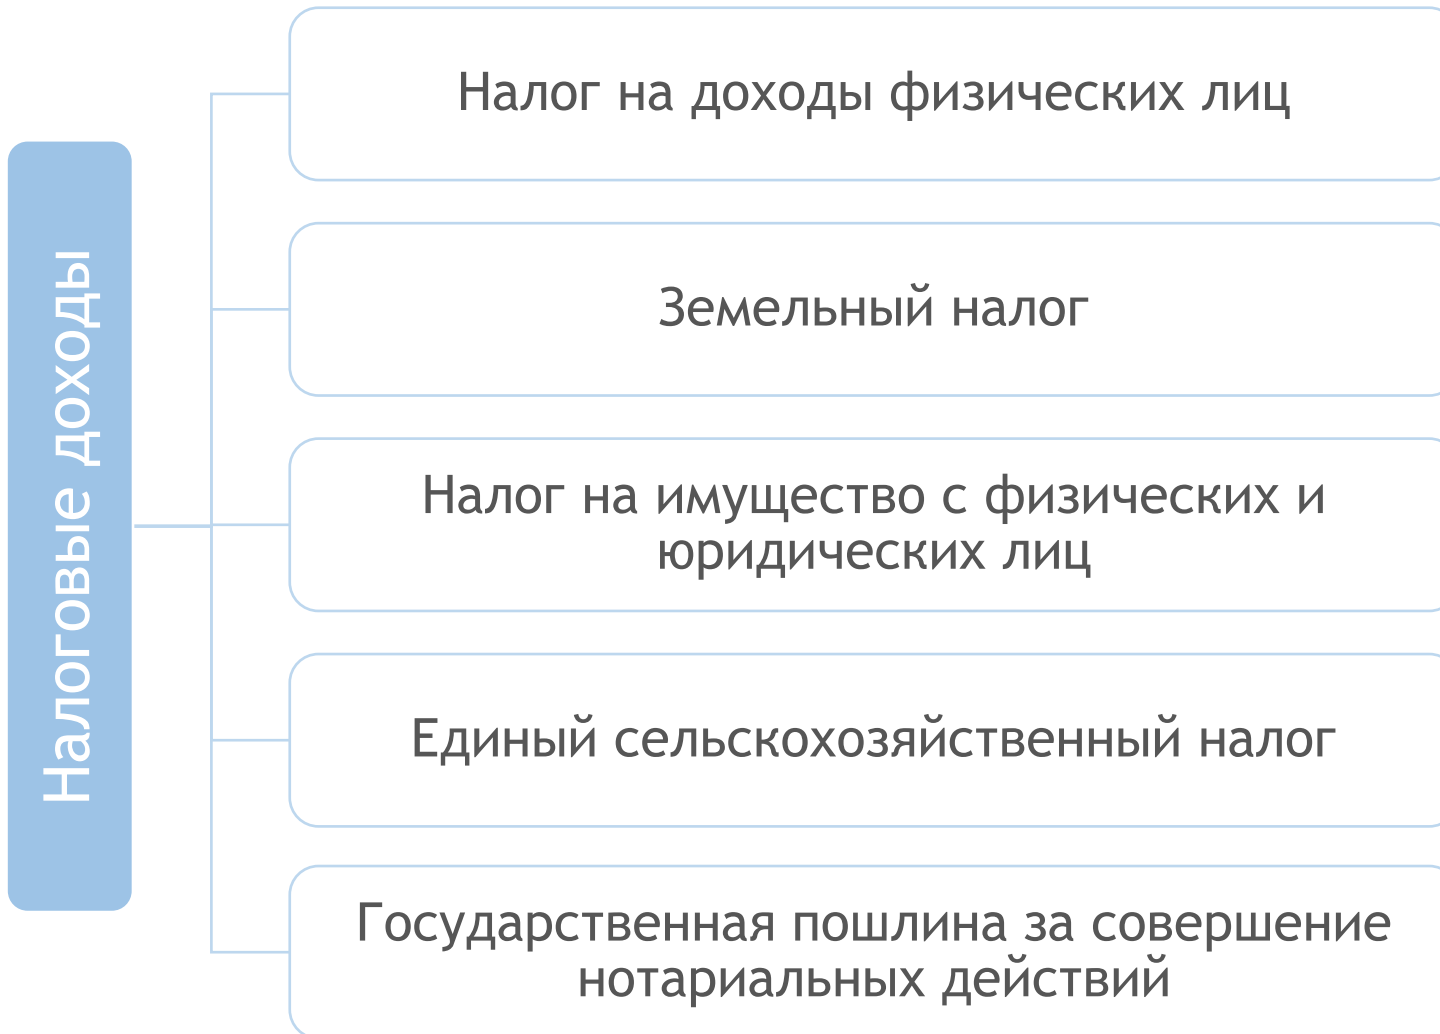 Налоговые доходы
Налог на доходы физических лиц
Земельный налог
Налог на имущество с физических и
юридических лиц
Единый сельскохозяйственный налог
Государственная пошлина за совершение
нотариальных действий